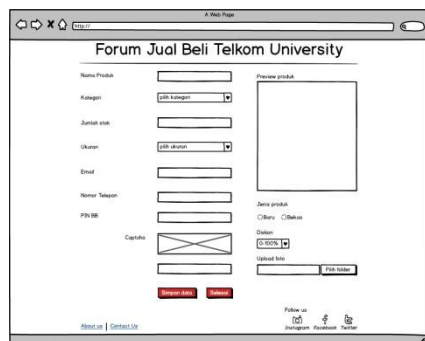 A Web Page
http://
Forum Jual Beli Telkom University
Nama Produk
Kategori
pilih kategori
Jumlah stok
Ukuran
pilih ukuran
Email
Nomor Telepon
PIN BB
Captcha
Simpan data
Selesai
Preview produk
Jenis produk
Baru
Bekas
Diskon
0-100%
Upload foto
Pilih folder
Follow us
Instagram Facebook Twitter
About us | Contact Us